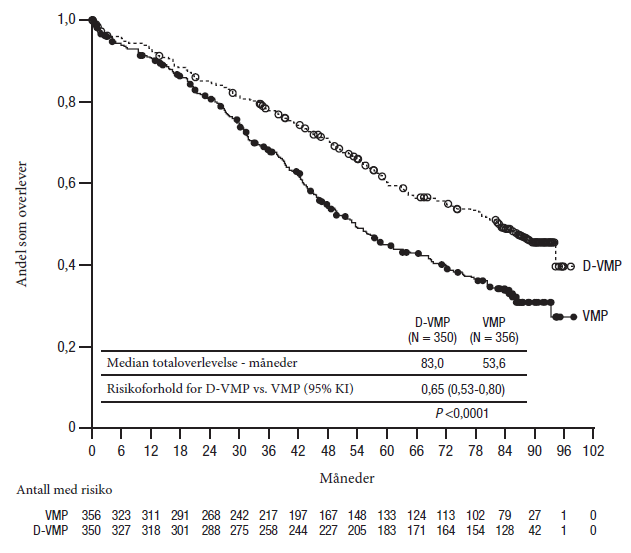 1,0
0,8
0,6
0,4
0,2
0
Andel som overlever
D-VMP
VMP
D-VMP VMP
(N = 350) (N = 356)
Median totaloverlevelse - måneder 83,0 53,6
Risikoforhold for D-VMP vs. VMP (95% KI) 0,65 (0,53-0,80)
P<0,0001
0 6 12 18 24 30 36 42 48 54 60 66 72 78 84 90 96 102
Måneder
Antall med risiko
VMP 356 323 311 291 268 242 217 197 167 148 133 124 113 102 79 27 1 0
D-VMP 350 327 318 301 288 275 258 244 227 205 183 171 164 154 128 42 1 0